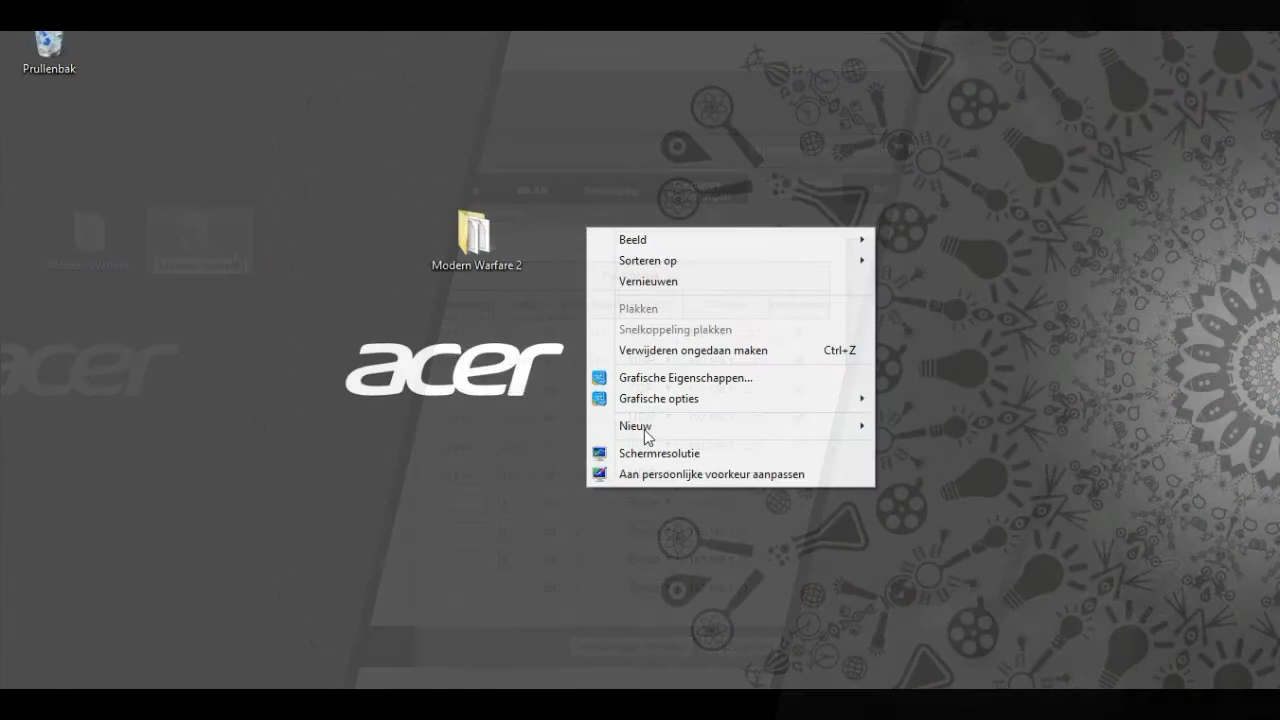 Prullenbak
Modern Warfare 2
acer
Beeld
Sorteren op
Vernieuwen
Plakken
Snelkoppeling plakken
Verwijderen ongedaan maken Ctrl+Z
Grafische Eigenschappen...
Grafische opties
Nieuw
Schermresolutie
Aan persoonlijke voorkeur aanpassen